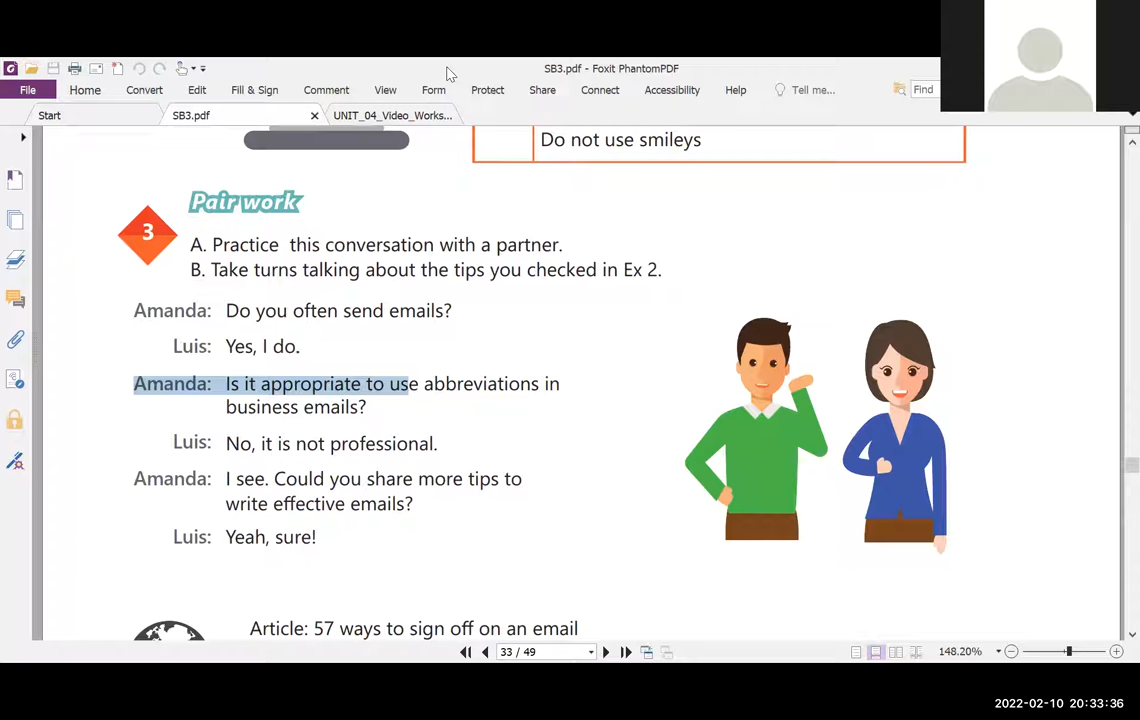 SB3.pdf - Foxit PhantomPDF
File Home Convert Edit Fill & Sign Comment View Form Protect Share Connect Accessibility Help Tell me... Find
Start SB3.pdf UNIT_04_Video_Works...
Do not use smileys
Pair work
3
A. Practice this conversation with a partner.
B. Take turns talking about the tips you checked in Ex 2.
Amanda: Do you often send emails?
Luis: Yes, I do.
Amanda: Is it appropriate to use abbreviations in
business emails?
Luis: No, it is not professional.
Amanda: I see. Could you share more tips to
write effective emails?
Luis: Yeah, sure!
Article: 57 ways to sign off on an email
33 / 49
148.20%
2022-02-10 20:33:36